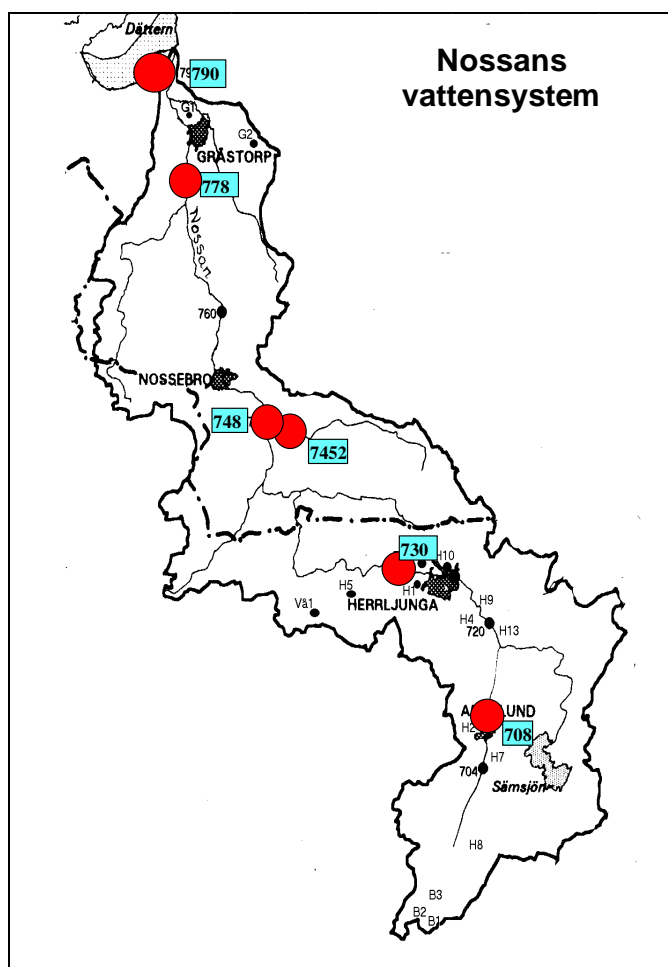 Dättern
Nossans
vattensystem
790
G1
G2
GRÄSTORP
778
Nossan
760
NOSSEBRO
748
7452
730
H10
H1
H5
HERRLJUNGA
H9
Vå1
H4
720
H13
708
H7
704
Sämsjön
H8
B3
B2
B1